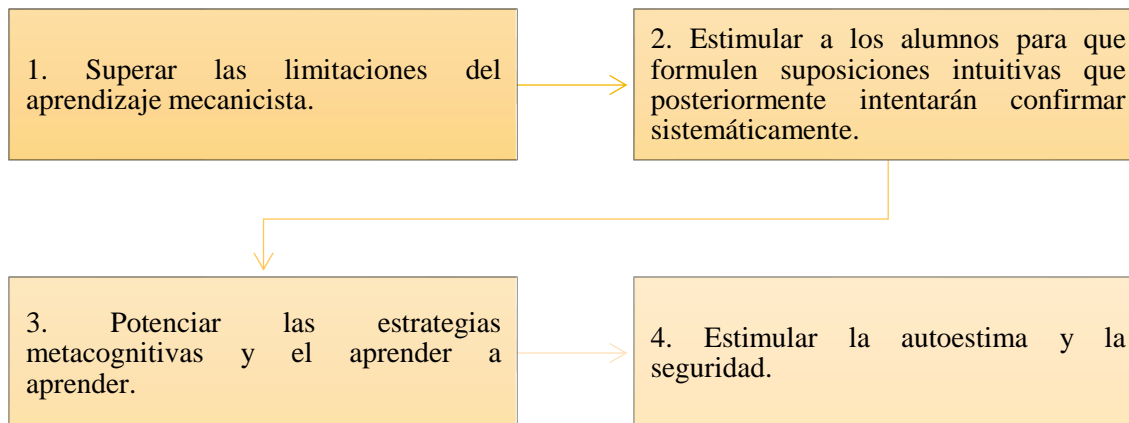 1. Superar las limitaciones del
aprendizaje mecanicista.
2. Estimular a los alumnos para que
formulen suposiciones intuitivas que
posteriormente intentarán confirmar
sistemáticamente.
3. Potenciar las estrategias
metacognitivas y el aprender a
aprender.
4. Estimular la autoestima y la
seguridad.